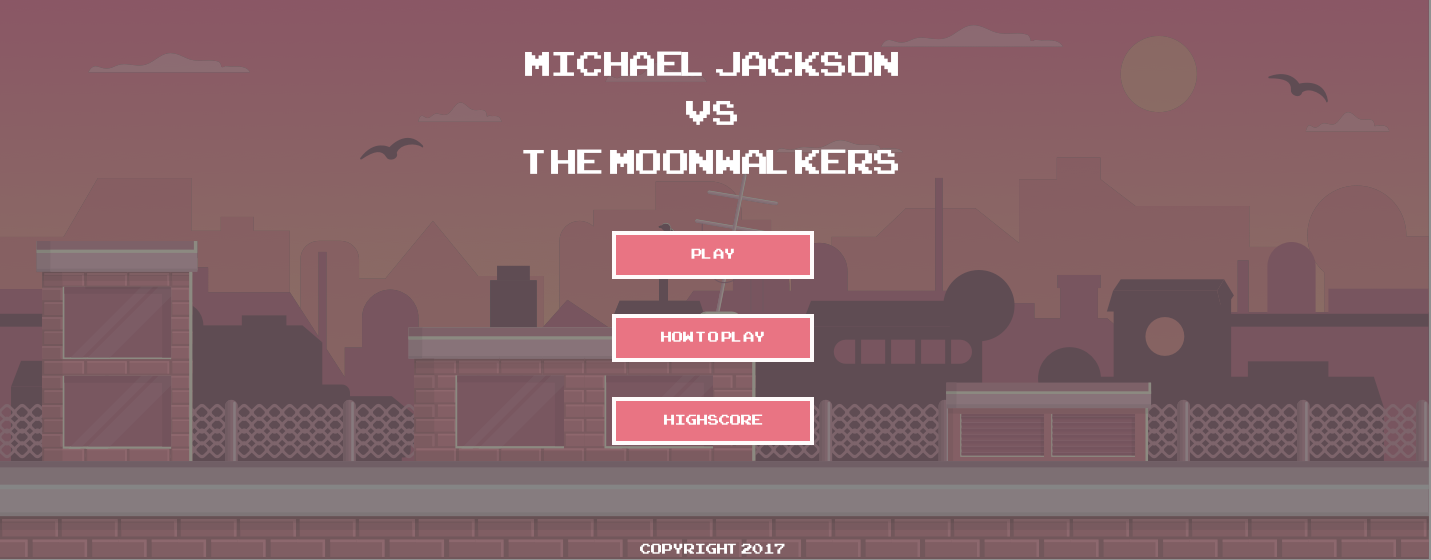 MICHAEL JACKSON
VS
THE MOONWALKERS
PLAY
HOW TO PLAY
HIGHSCORE
COPYRIGHT 2017